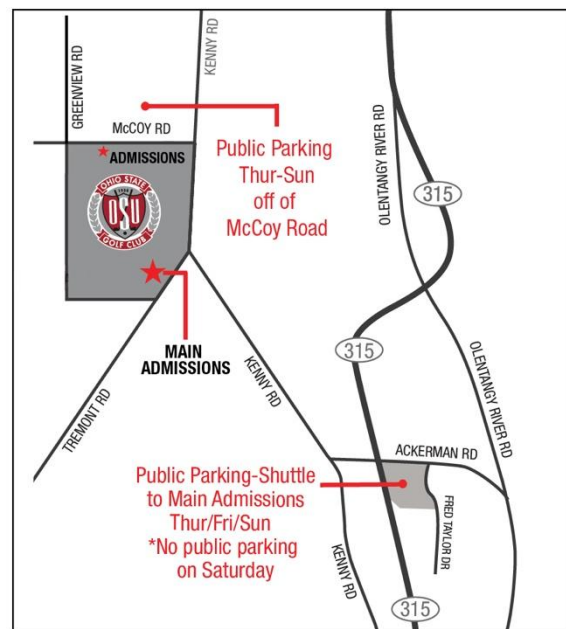 GREENVIEW RD
KENNY RD
McCOY RD
★ADMISSIONS
OHIO STATE
OSU
GOLF CLUB
Public Parking
Thur-Sun
off of
McCoy Road
OLENTANGY RIVER RD
315
MAIN
ADMISSIONS
TREMONT RD
KENNY RD
315
OLENTANGY RIVER RD
ACKERMAN RD
Public Parking-Shuttle
to Main Admissions
Thur/Fri/Sun
*No public parking
on Saturday
FRED TAYLOR DR
KENNY RD
315